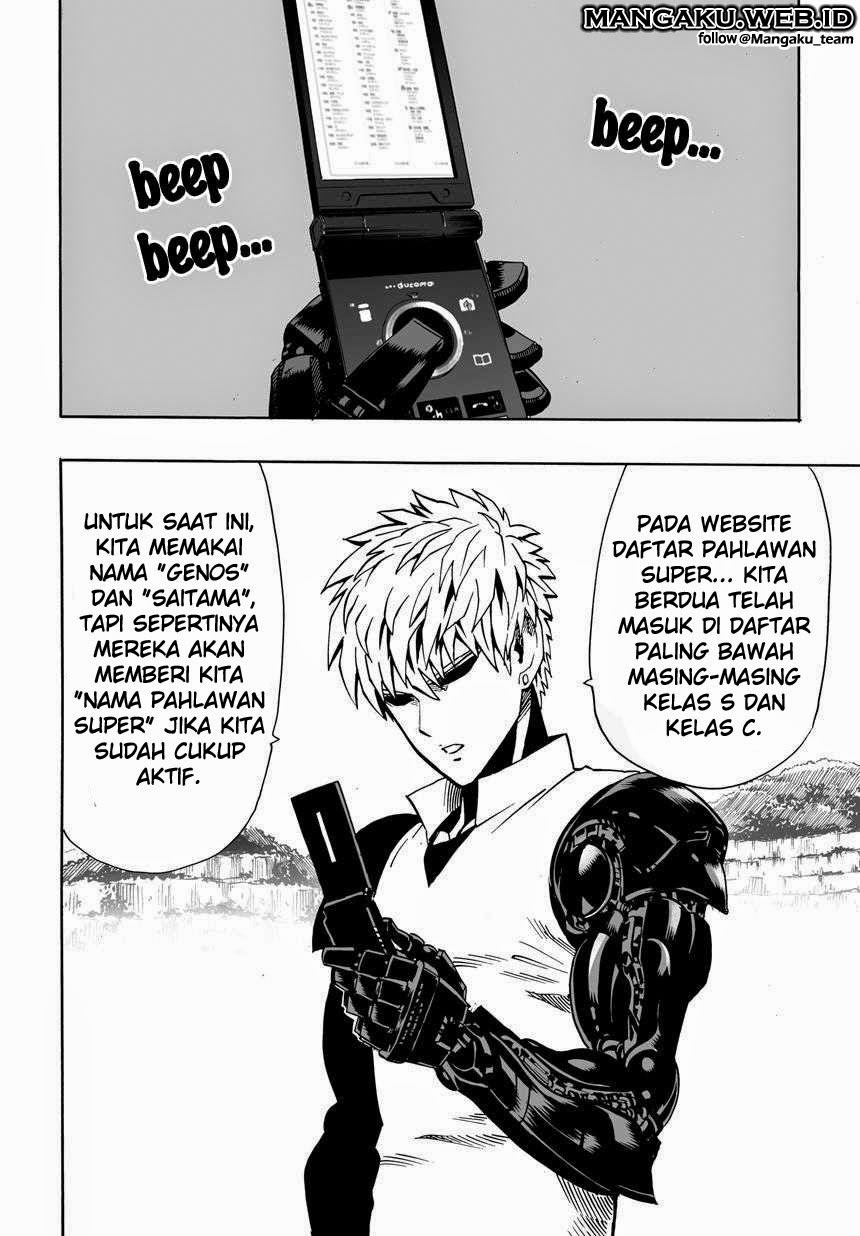 MANGAKU.WEB.ID
follow @Mangaku_team
beep...
beep
beep...
ducomo
PADA WEBSITE
DAFTAR PAHLAWAN
SUPER... KITA
BERDUA TELAH
MASUK DI DAFTAR
PALING BAWAH
MASING-MASING
KELAS S DAN
KELAS C.
UNTUK SAAT INI,
KITA MEMAKAI
NAMA "GENOS"
DAN "SAITAMA",
TAPI SEPERTINYA
MEREKA AKAN
MEMBERI KITA
"NAMA PAHLAWAN
SUPER" JIKA KITA
SUDAH CUKUP
AKTIF.